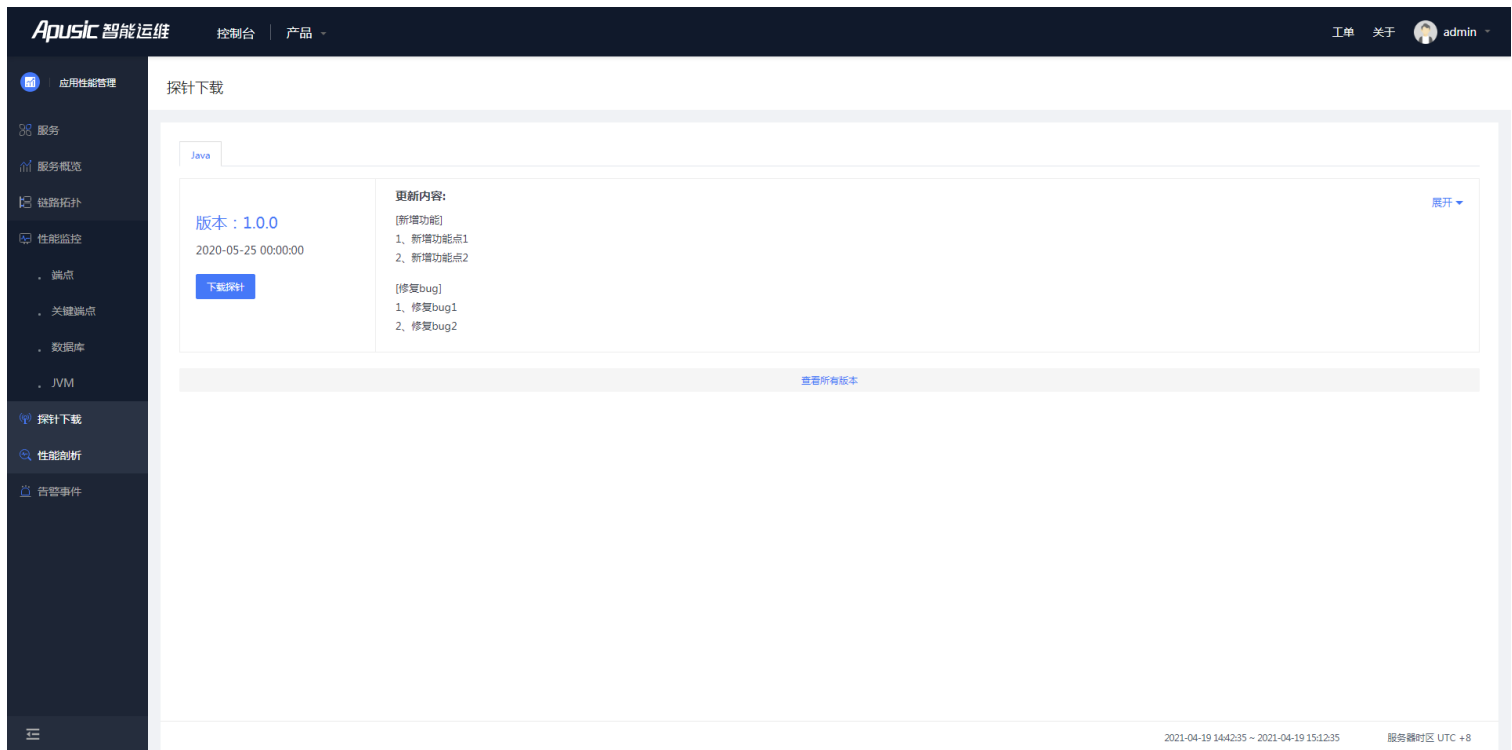 Apusic 智能运维 控制台 产品 工单 关于 admin
应用性能管理
探针下载
服务
服务概览
链路拓扑
性能监控
端点
关键端点
数据库
JVM
探针下载
性能剖析
告警事件
Java
版本：1.0.0
2020-05-25 00:00:00
下载探针
更新内容:
展开
[新增功能]
1、新增功能点1
2、新增功能点2
[修复bug]
1、修复bug1
2、修复bug2
查看所有版本
2021-04-19 14:42:35 ~ 2021-04-19 15:12:35 服务器时区 UTC +8